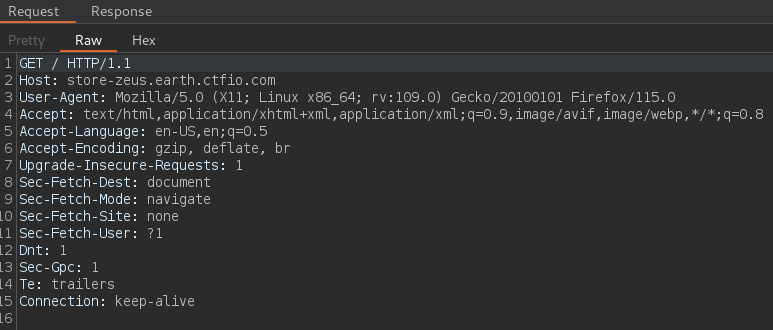 Request Response
Pretty Raw Hex
1 GET / HTTP/1.1
2 Host: store-zeus.earth.ctfio.com
3 User-Agent: Mozilla/5.0 (X11; Linux x86_64; rv:109.0) Gecko/20100101 Firefox/115.0
4 Accept: text/html,application/xhtml+xml,application/xml;q=0.9,image/avif,image/webp,*/*;q=0.8
5 Accept-Language: en-US,en;q=0.5
6 Accept-Encoding: gzip, deflate, br
7 Upgrade-Insecure-Requests: 1
8 Sec-Fetch-Dest: document
9 Sec-Fetch-Mode: navigate
10 Sec-Fetch-Site: none
11 Sec-Fetch-User: ?1
12 Dnt: 1
13 Sec-Gpc: 1
14 Te: trailers
15 Connection: keep-alive
16